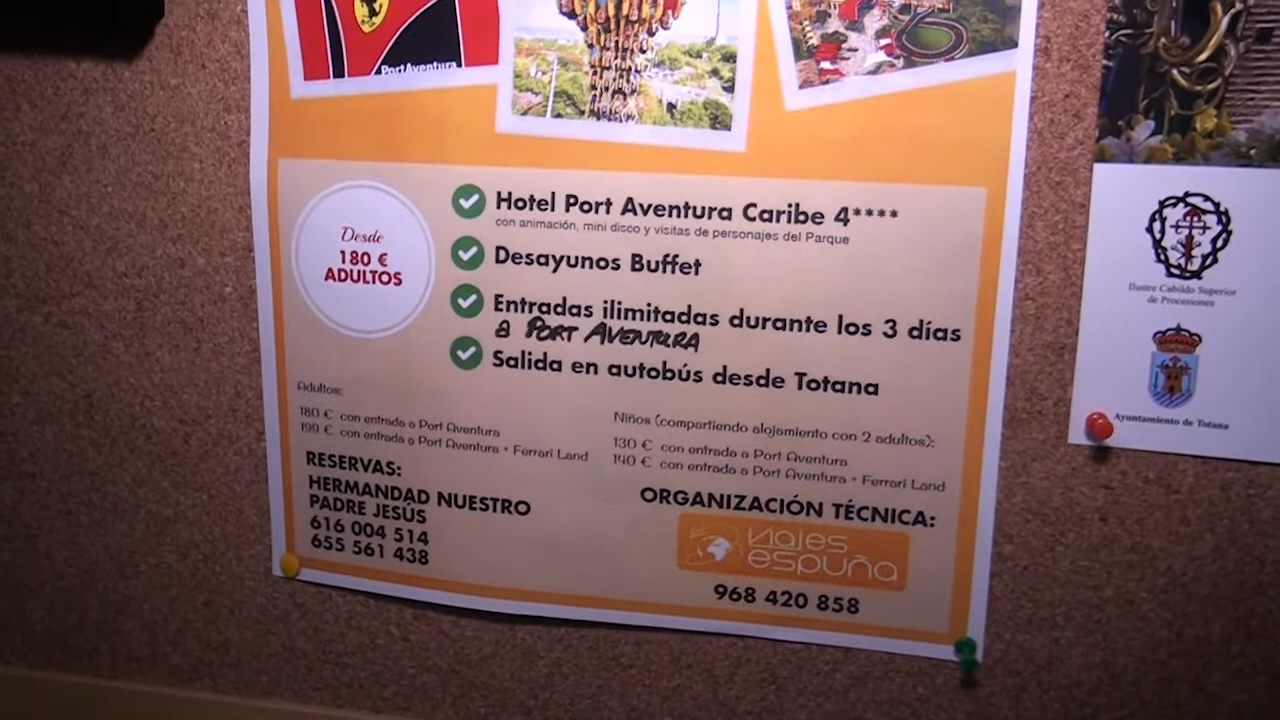 PortAventura
Desde
180 €
ADULTOS
Hotel Port Aventura Caribe 4****
con animación, mini disco y visitas de personajes del Parque
Desayunos Buffet
Entradas ilimitadas durante los 3 días
a PORT AVENTURA
Salida en autobús desde Totana
Adultos:
180 € con entrada a Port Aventura
199 € con entrada a Port Aventura + Ferrari Land
Niños (compartiendo alojamiento con 2 adultos):
130 € con entrada a Port Aventura
140 € con entrada a Port Aventura + Ferrari Land
RESERVAS:
HERMANDAD NUESTRO
PADRE JESÚS
616 004 514
655 561 438
ORGANIZACIÓN TÉCNICA:
viajes
espuña
968 420 858
Ilustre Cabildo Superior
de Procesiones
Ayuntamiento de Totana